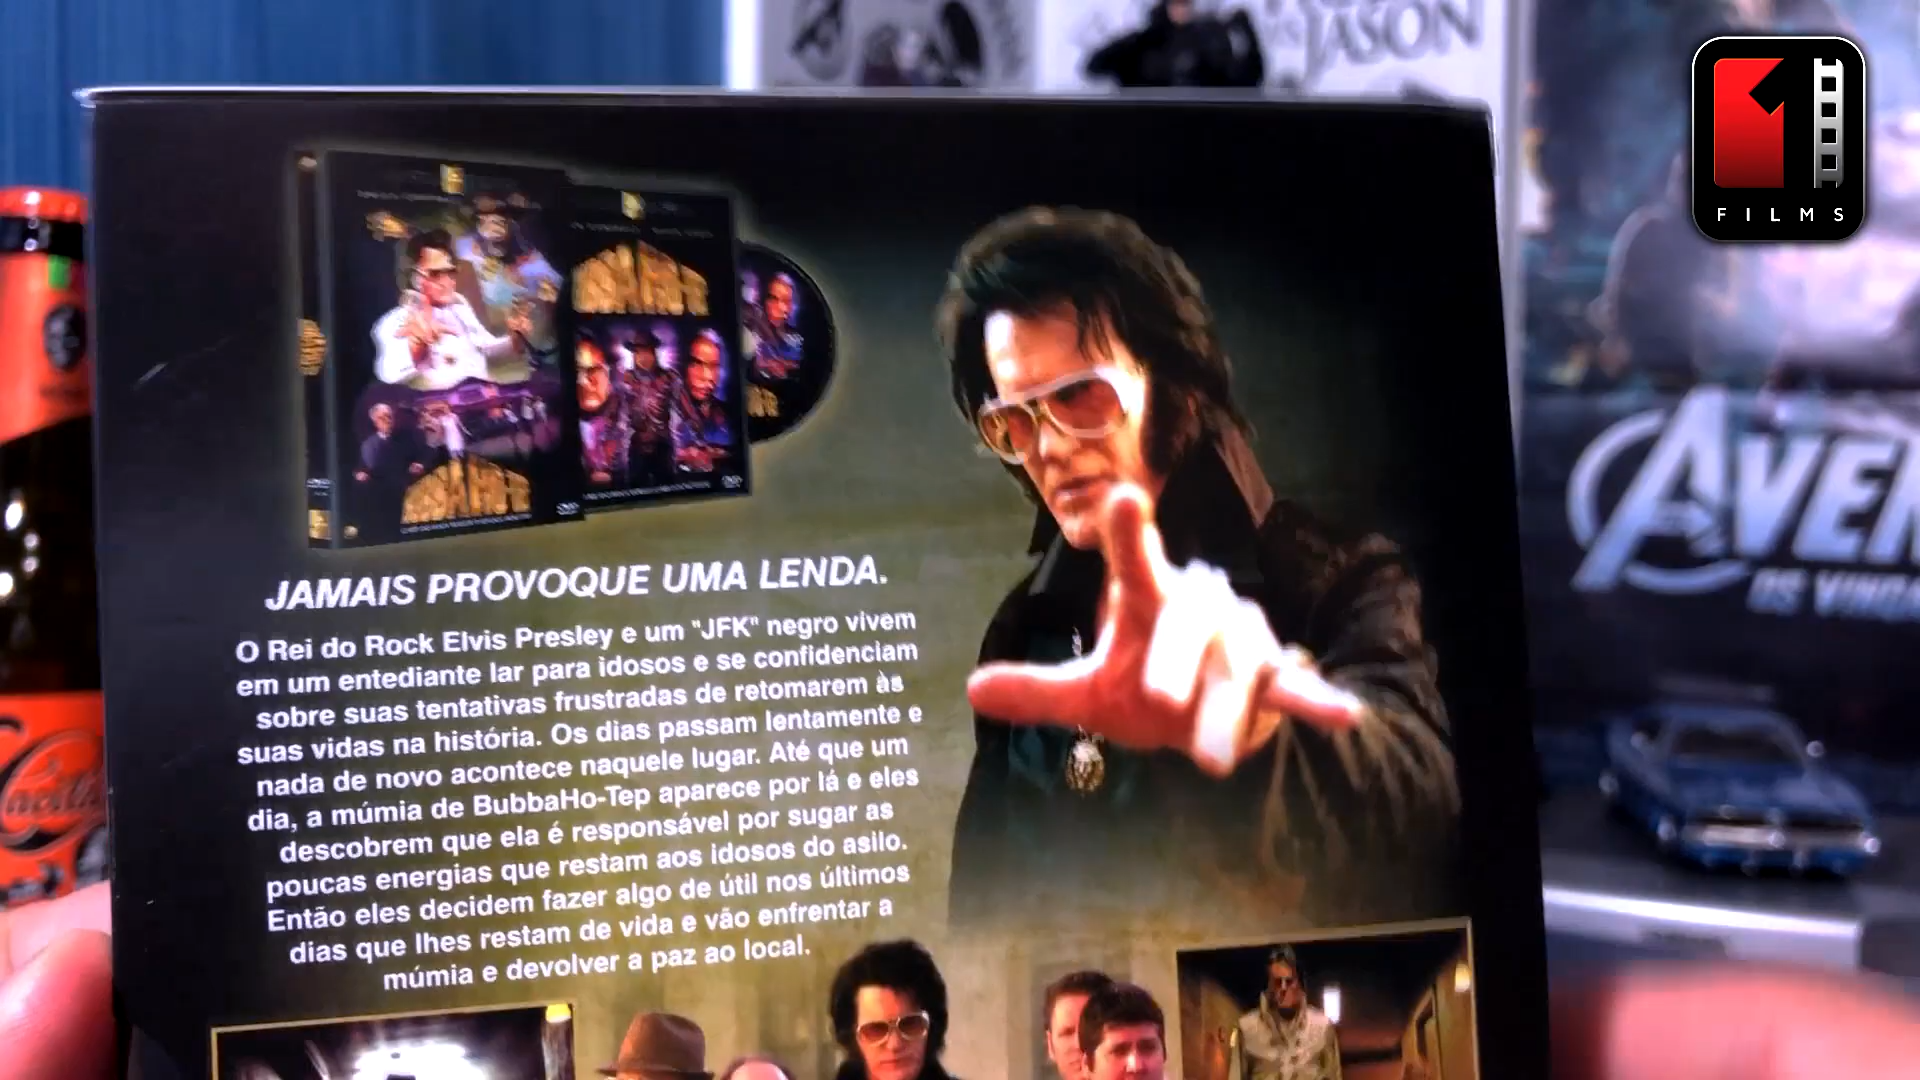 JASON
FILMS
JAMAIS PROVOQUE UMA LENDA.
O Rei do Rock Elvis Presley e um "JFK" negro vivem
em um entediante lar para idosos e se confidenciam
sobre suas tentativas frustradas de retomarem às
suas vidas na história. Os dias passam lentamente e
nada de novo acontece naquele lugar. Até que um
dia, a múmia de BubbaHo-Tep aparece por lá e eles
descobrem que ela é responsável por sugar as
poucas energias que restam aos idosos do asilo.
Então eles decidem fazer algo de útil nos últimos
dias que lhes restam de vida e vão enfrentar a
múmia e devolver a paz ao local.
AVEN
OS VINGA